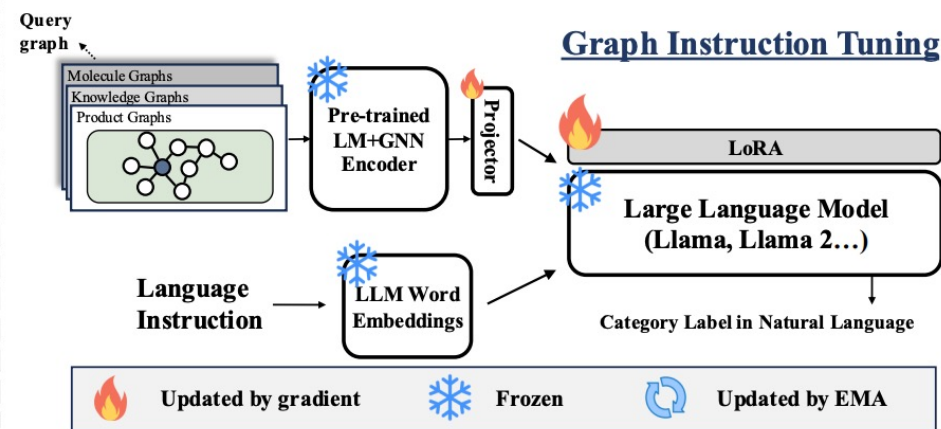 Query
graph
Graph Instruction Tuning
Molecule Graphs
Knowledge Graphs
Product Graphs
Pre-trained
LM+GNN
Encoder
Projector
LoRA
Large Language Model
(Llama, Llama 2…)
Language
Instruction
LLM Word
Embeddings
Category Label in Natural Language
Updated by gradient
Frozen
Updated by EMA